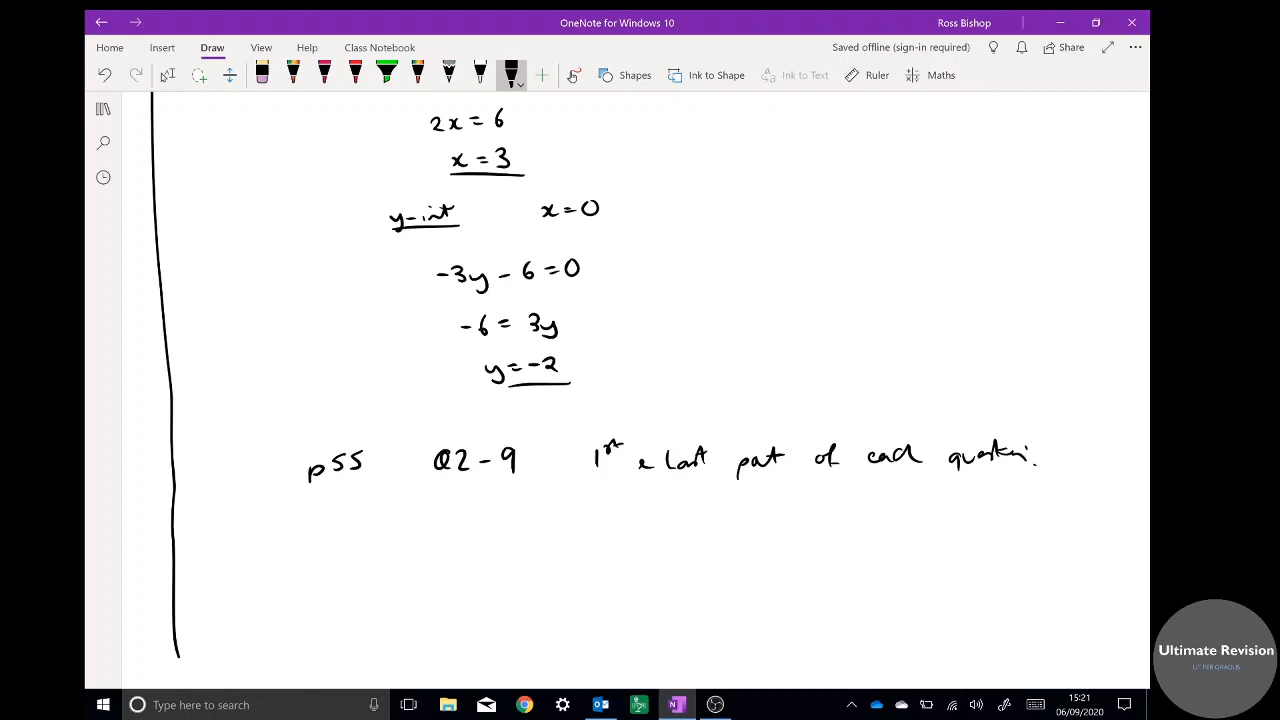 OneNote for Windows 10
Ross Bishop
Home Insert Draw View Help Class Notebook
Saved offline (sign-in required) Share
Shapes Ink to Shape Ink to Text Ruler Maths
2x = 6
x = 3
y-int x = 0
-3y - 6 = 0
-6 = 3y
y = -2
p55 Q2-9 1st & last part of each question.
Ultimate Revision
UT PER GRADUS
Type here to search
15:21
06/09/2020